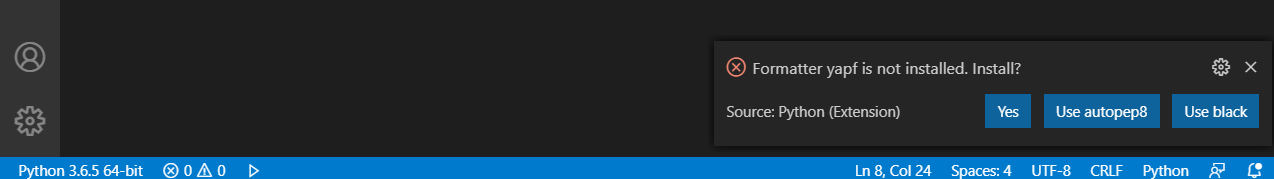 Formatter yapf is not installed. Install?
Source: Python (Extension)
Yes
Use autopep8
Use black
Python 3.6.5 64-bit
0
0
Ln 8, Col 24
Spaces: 4
UTF-8
CRLF
Python